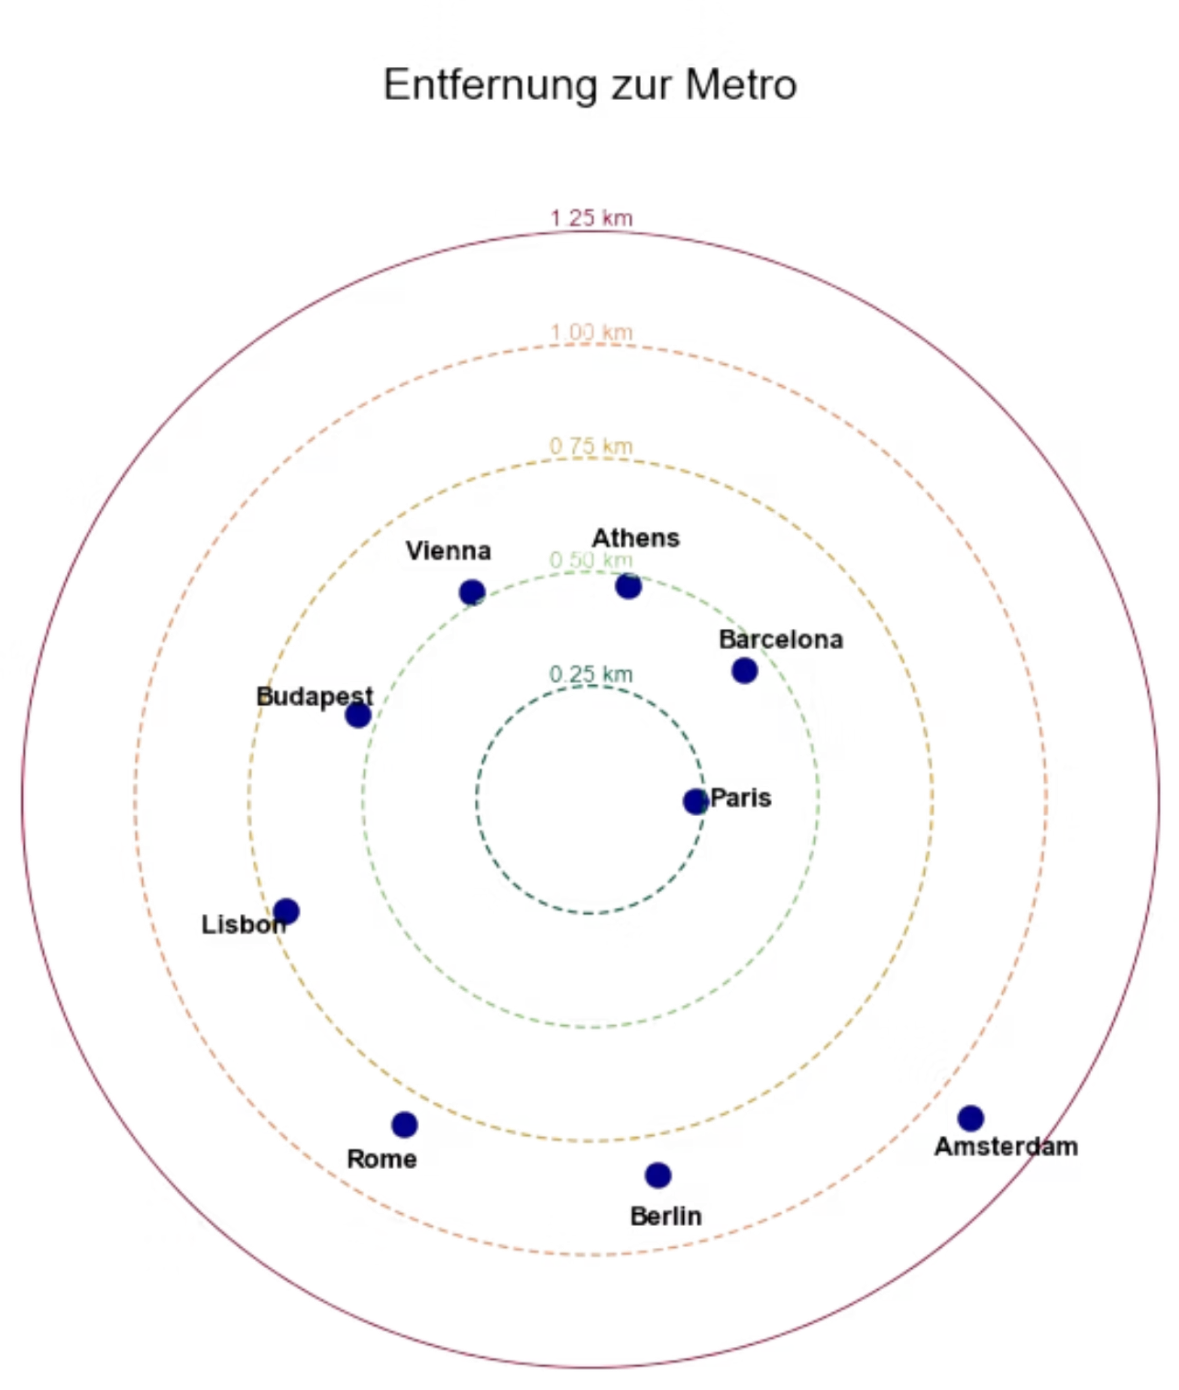 Entfernung zur Metro
1.25 km
1.00 km
0.75 km
Athens
Vienna
0.50 km
Barcelona
0.25 km
Budapest
Paris
Lisbon
Amsterdam
Rome
Berlin